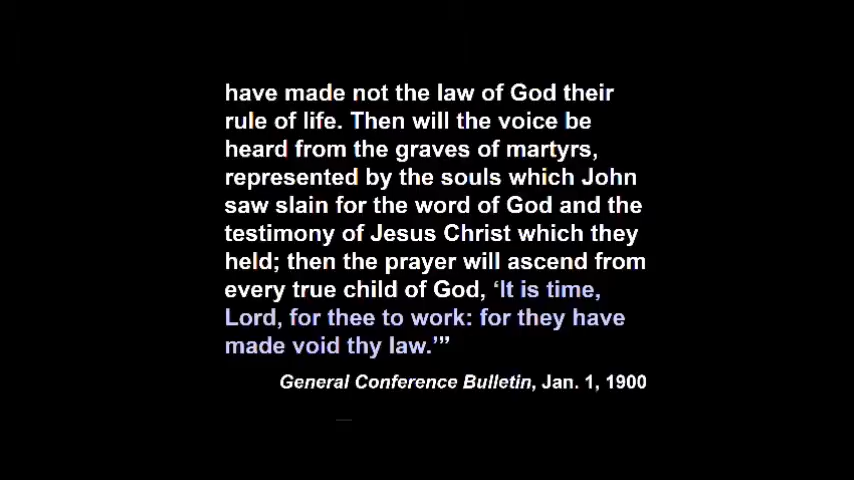 have made not the law of God their
rule of life. Then will the voice be
heard from the graves of martyrs,
represented by the souls which John
saw slain for the word of God and the
testimony of Jesus Christ which they
held; then the prayer will ascend from
every true child of God, ‘It is time,
Lord, for thee to work: for they have
made void thy law.’”
General Conference Bulletin, Jan. 1, 1900